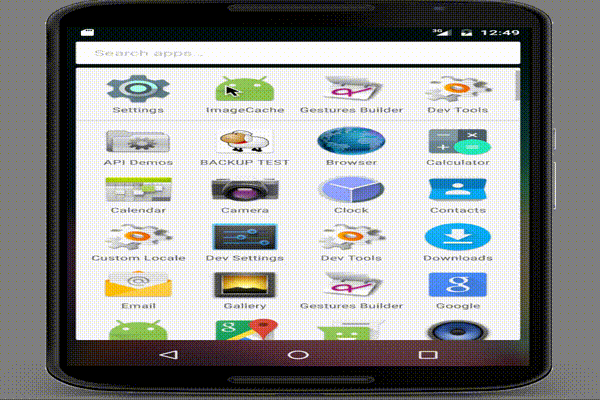 3G 12:49
Search apps...
Settings ImageCache Gestures Builder Dev Tools
API Demos BACKUP TEST Browser Calculator
Calendar Camera Clock Contacts
Custom Locale Dev Settings Dev Tools Downloads
Email Gallery Gestures Builder Google